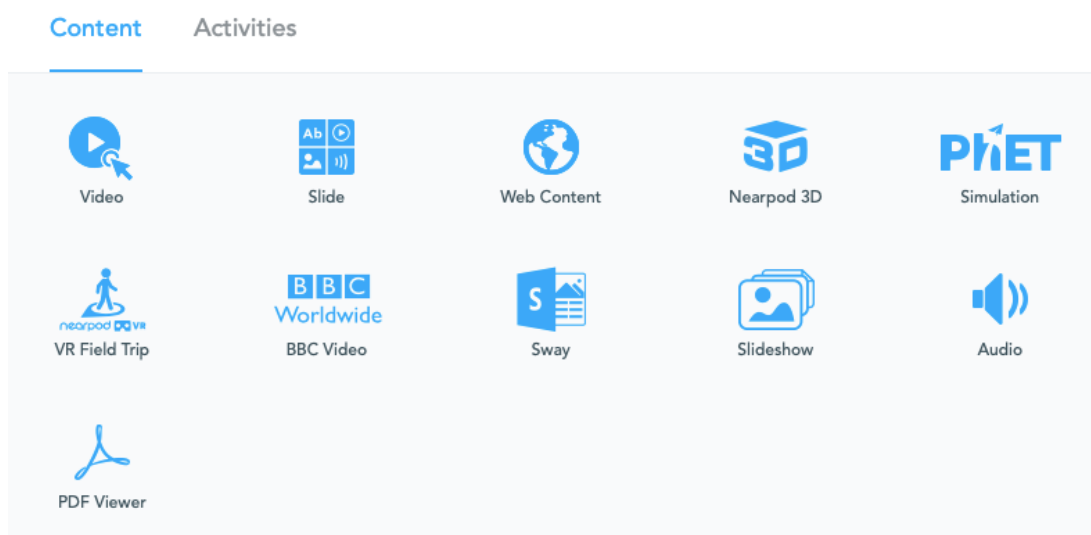 Content Activities
Ab
3D
PhET
Video Slide Web Content Nearpod 3D Simulation
BBC
S
Worldwide
nearpod VR
VR Field Trip BBC Video Sway Slideshow Audio
PDF Viewer